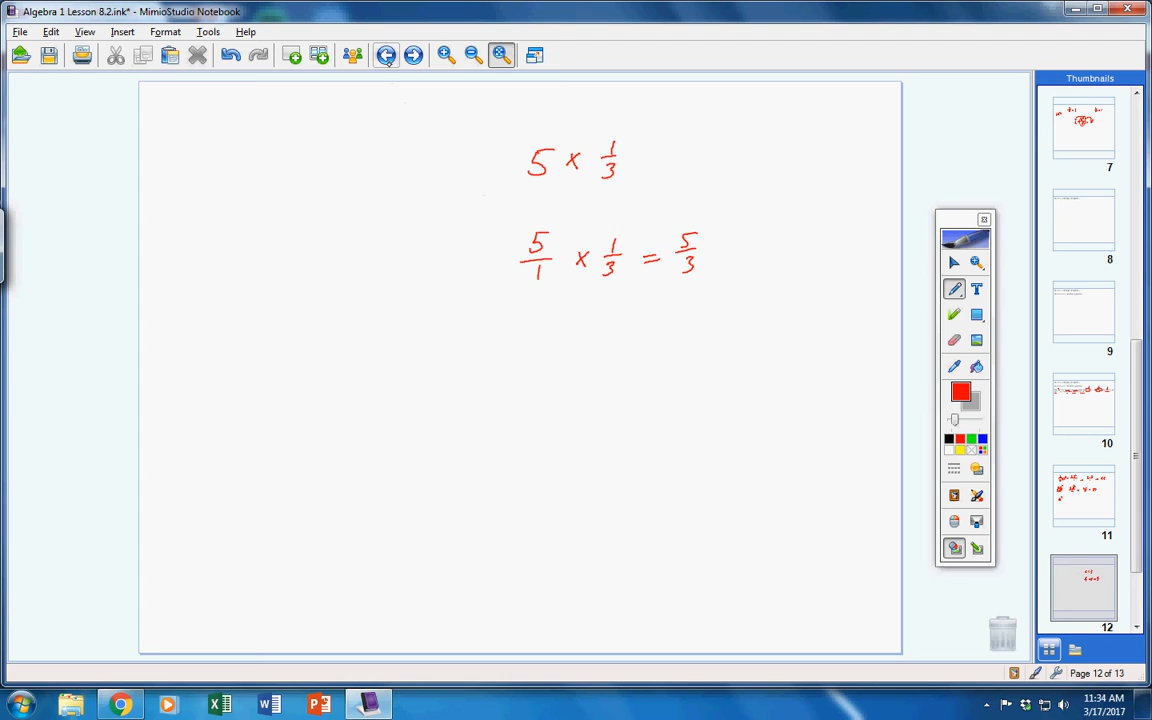 Algebra 1 Lesson 8.2.ink* - MimioStudio Notebook
File Edit View Insert Format Tools Help
Thumbnails
5 × 1/3
5/1 × 1/3 = 5/3
7
8
9
10
11
12
Page 12 of 13
11:34 AM
3/17/2017